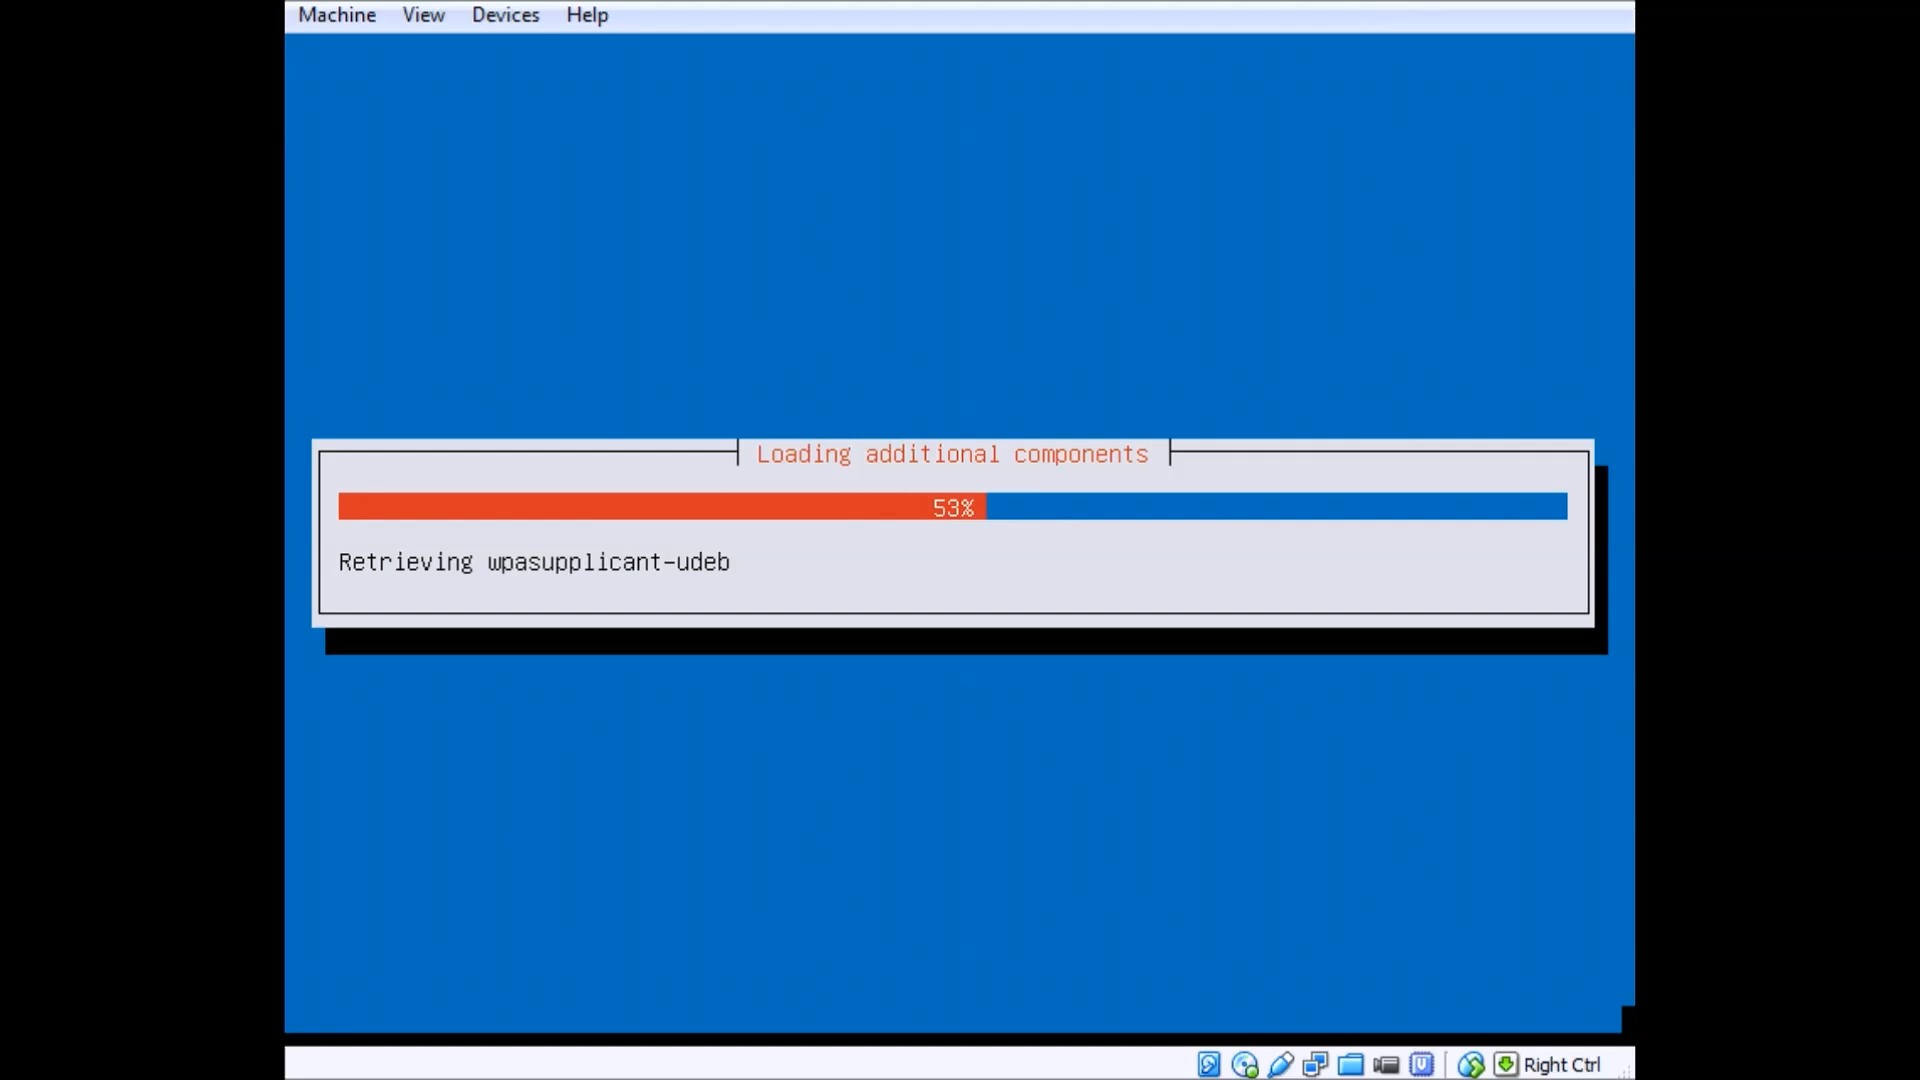 Machine View Devices Help
Loading additional components
53%
Retrieving wpasupplicant-udeb
Right Ctrl